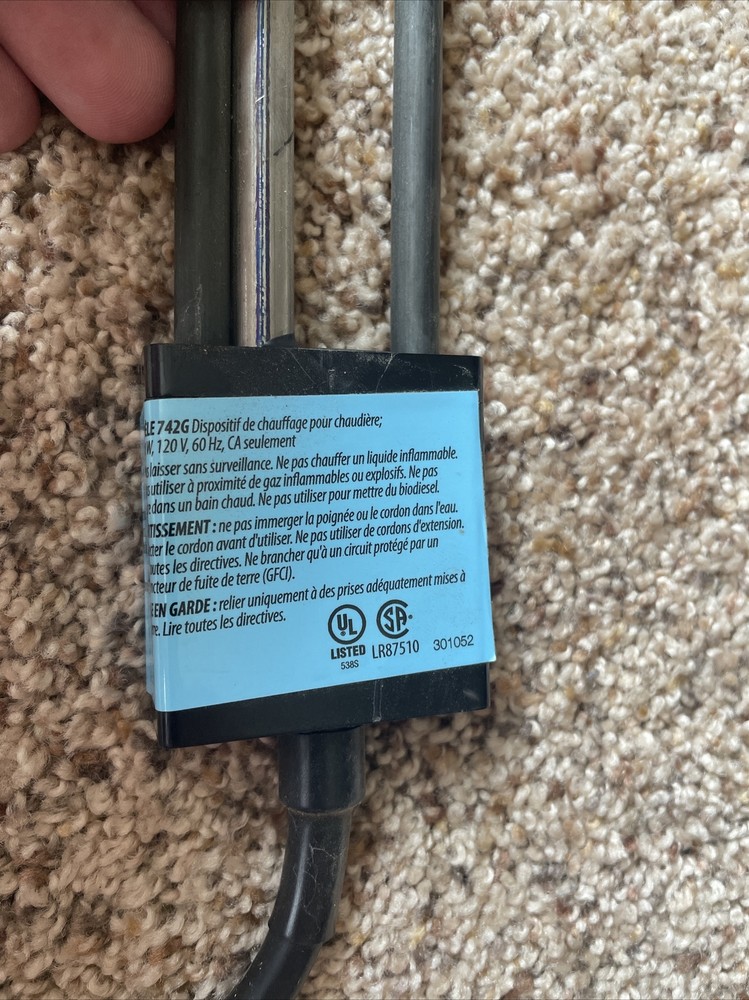 742G Dispositif de chauffage pour chaudière;
W, 120 V, 60 Hz, CA seulement
laisser sans surveillance. Ne pas chauffer un liquide inflammable.
utiliser à proximité de gaz inflammables ou explosifs. Ne pas
dans un bain chaud. Ne pas utiliser pour mettre du biodiesel.
TISSEMENT : ne pas immerger la poignée ou le cordon dans l'eau.
ter le cordon avant d'utiliser. Ne pas utiliser de cordons d'extension.
utes les directives. Ne brancher qu'à un circuit protégé par un
cteur de fuite de terre (GFCI).
EN GARDE : relier uniquement à des prises adéquatement mises à
re. Lire toutes les directives.
UL
LISTED
538S
SA
LR87510
301052